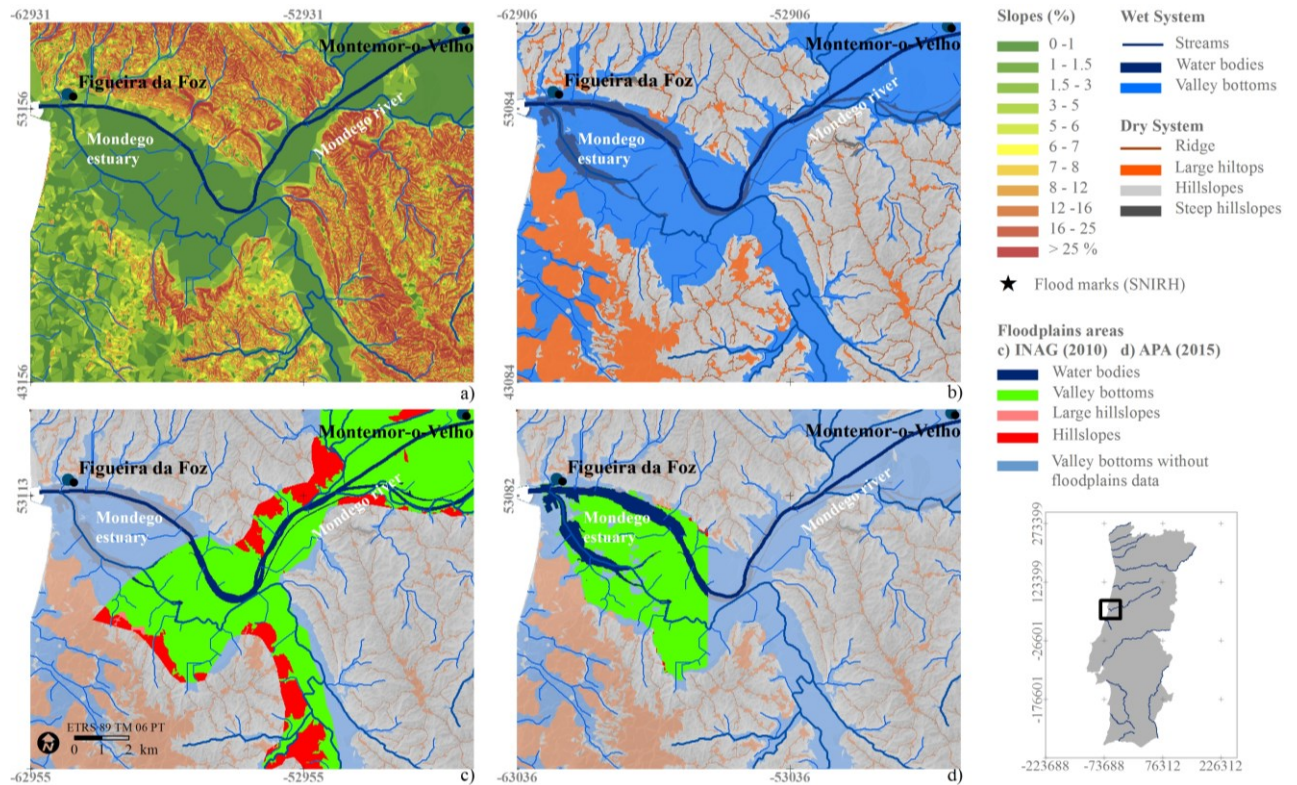 -62931
-52931
53156
43156
Montemor-o-Velho
Figueira da Foz
Mondego river
Mondego
estuary
a)
-62906
-52906
53084
43084
Montemor-o-Velho
Figueira da Foz
Mondego river
Mondego
estuary
b)
Montemor-o-Velho
Figueira da Foz
53113
Mondego river
Mondego
estuary
ETRS 89 TM 06 PT
N
0 1 2 km
-62955
-52955
c)
Montemor-o-Velho
Figueira da Foz
53082
Mondego river
Mondego
estuary
-63036
-53036
d)
Slopes (%)
0 -1
1 - 1.5
1.5 - 3
3 - 5
5 - 6
6 - 7
7 - 8
8 - 12
12 -16
16 - 25
> 25 %
Wet System
Streams
Water bodies
Valley bottoms
Dry System
Ridge
Large hiltops
Hillslopes
Steep hillslopes
Flood marks (SNIRH)
Floodplains areas
c) INAG (2010) d) APA (2015)
Water bodies
Valley bottoms
Large hillslopes
Hillslopes
Valley bottoms without
floodplains data
273399
123399
-26601
-176601
-223688
-73688
76312
226312